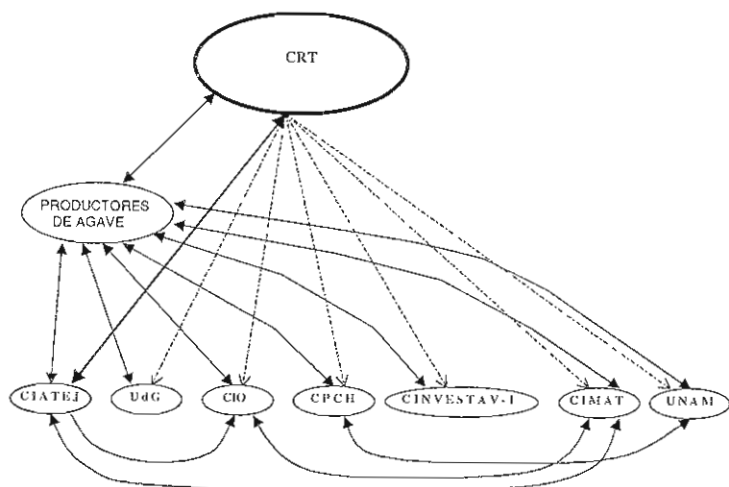 CRT
PRODUCTORES
DE AGAVE
CIATEJ
UdG
CIO
CPCH
CINVESTAV-I
CIMAT
UNAM